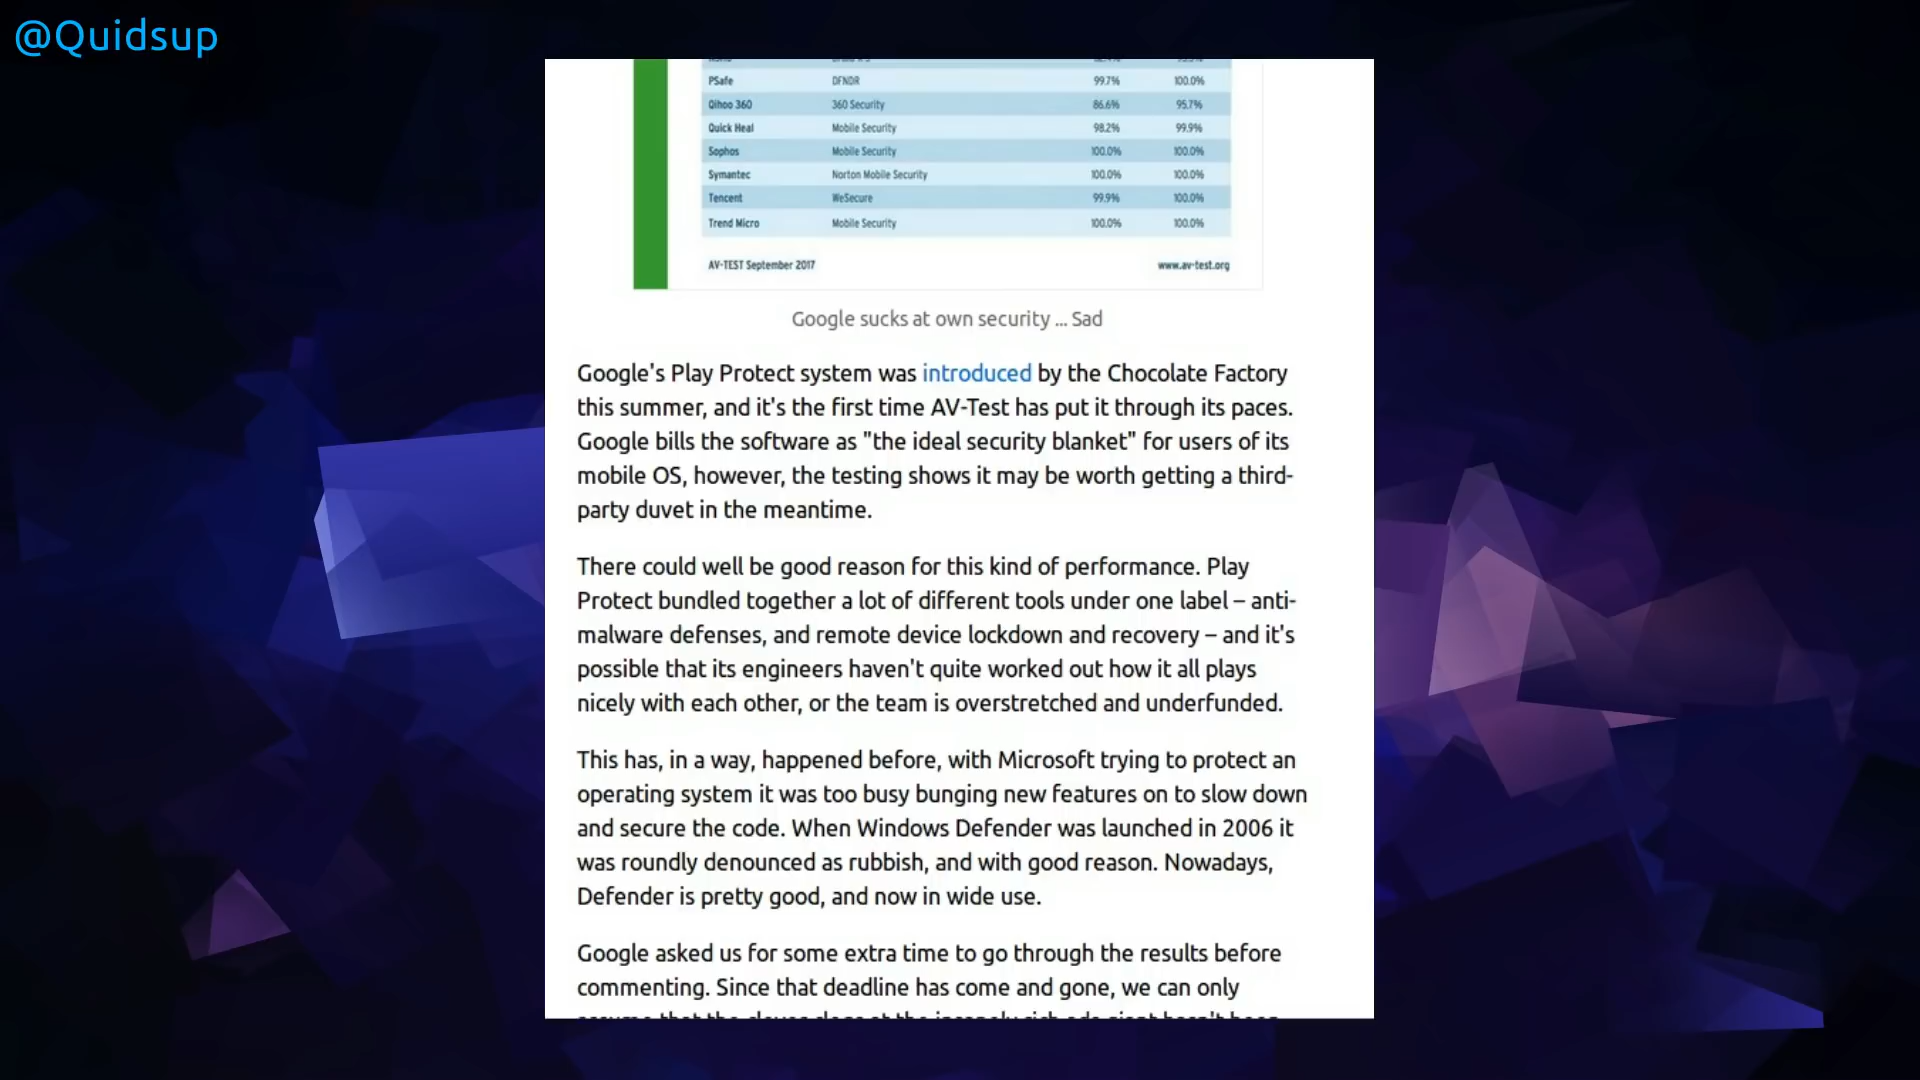 @Quidsup
PSafe DFNDR 99.7% 100.0%
Qihoo 360 360 Security 86.6% 95.7%
Quick Heal Mobile Security 98.2% 99.9%
Sophos Mobile Security 100.0% 100.0%
Symantec Norton Mobile Security 100.0% 100.0%
Tencent WeSecure 99.9% 100.0%
Trend Micro Mobile Security 100.0% 100.0%
AV-TEST September 2017 www.av-test.org
Google sucks at own security ... Sad
Google's Play Protect system was introduced by the Chocolate Factory
this summer, and it's the first time AV-Test has put it through its paces.
Google bills the software as "the ideal security blanket" for users of its
mobile OS, however, the testing shows it may be worth getting a third-
party duvet in the meantime.
There could well be good reason for this kind of performance. Play
Protect bundled together a lot of different tools under one label – anti-
malware defenses, and remote device lockdown and recovery – and it's
possible that its engineers haven't quite worked out how it all plays
nicely with each other, or the team is overstretched and underfunded.
This has, in a way, happened before, with Microsoft trying to protect an
operating system it was too busy bunging new features on to slow down
and secure the code. When Windows Defender was launched in 2006 it
was roundly denounced as rubbish, and with good reason. Nowadays,
Defender is pretty good, and now in wide use.
Google asked us for some extra time to go through the results before
commenting. Since that deadline has come and gone, we can only